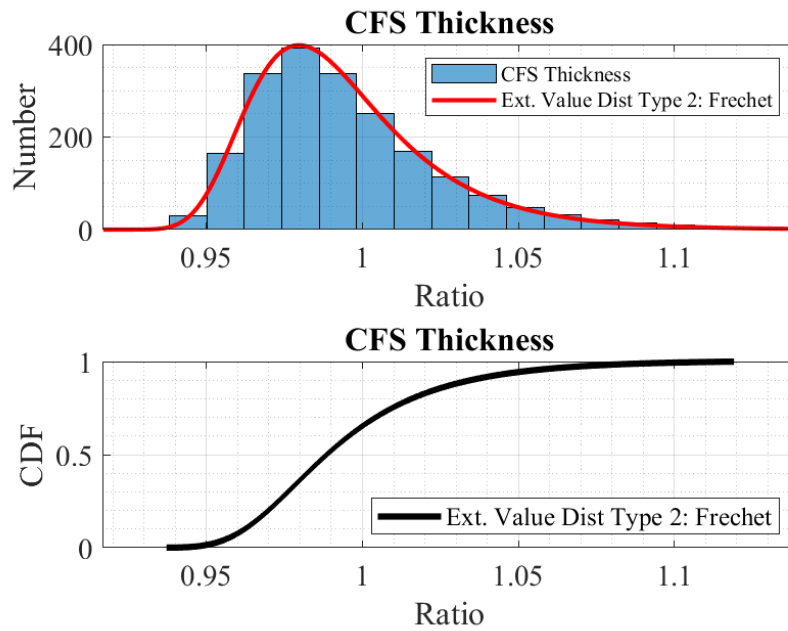 CFS Thickness
Number
400
200
0
CFS Thickness
Ext. Value Dist Type 2: Frechet
0.95 1 1.05 1.1
Ratio
CFS Thickness
CDF
1
0.5
0
Ext. Value Dist Type 2: Frechet
0.95 1 1.05 1.1
Ratio